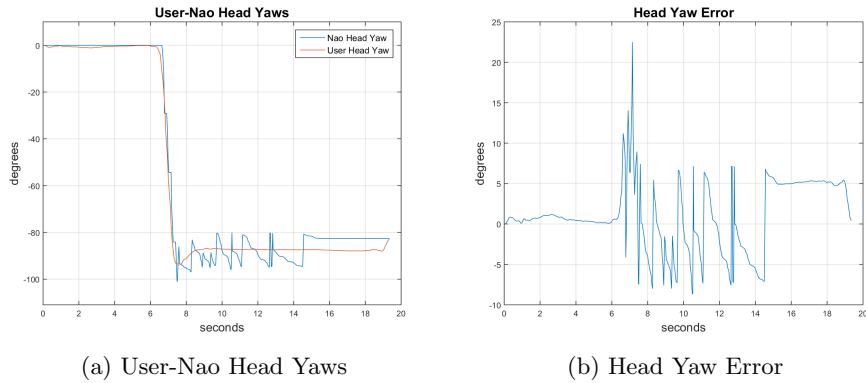 User-Nao Head Yaws
Nao Head Yaw
User Head Yaw
0
-20
-40
-60
-80
-100
degrees
0 2 4 6 8 10 12 14 16 18 20
seconds
(a) User-Nao Head Yaws
Head Yaw Error
25
20
15
10
5
0
-5
-10
degrees
0 2 4 6 8 10 12 14 16 18 20
seconds
(b) Head Yaw Error